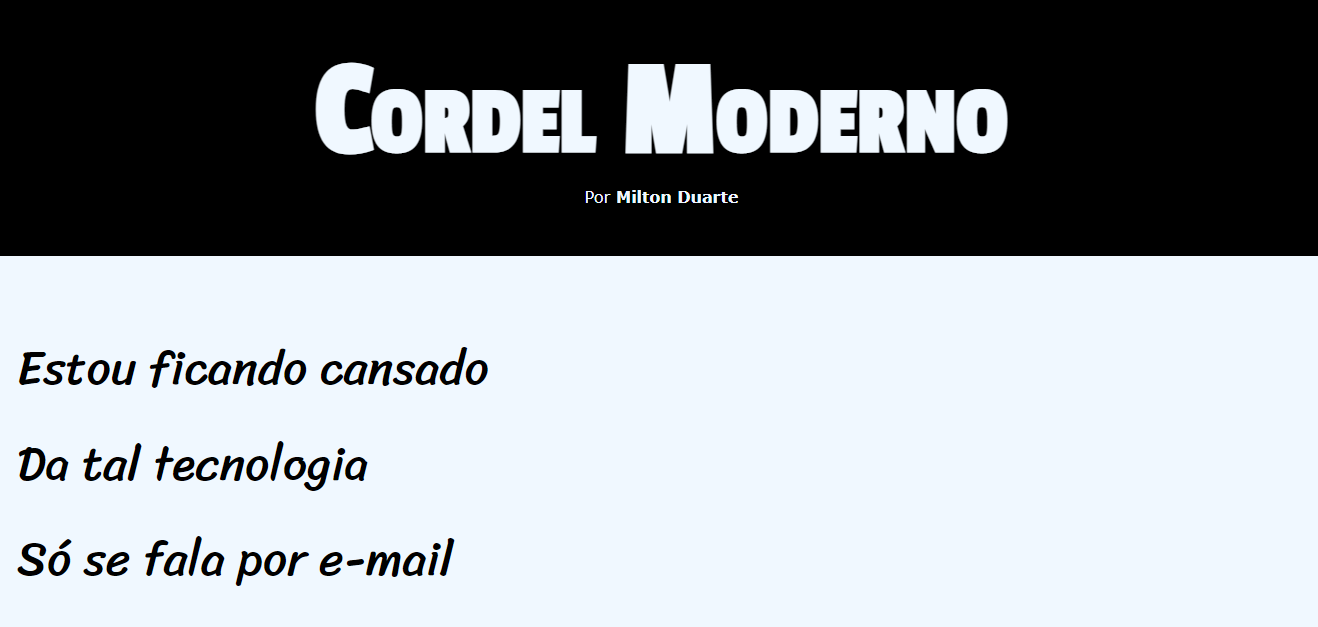 Cordel Moderno
Por Milton Duarte
Estou ficando cansado
Da tal tecnologia
Só se fala por e-mail